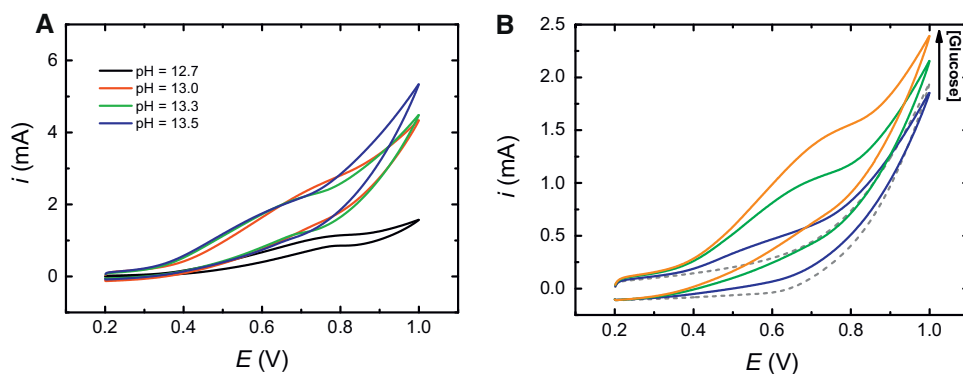 A
6
4
2
0
i (mA)
pH = 12.7
pH = 13.0
pH = 13.3
pH = 13.5
0.2 0.4 0.6 0.8 1.0
E (V)
B
2.5
2.0
1.5
1.0
0.5
0.0
i (mA)
[Glucose]
0.2 0.4 0.6 0.8 1.0
E (V)